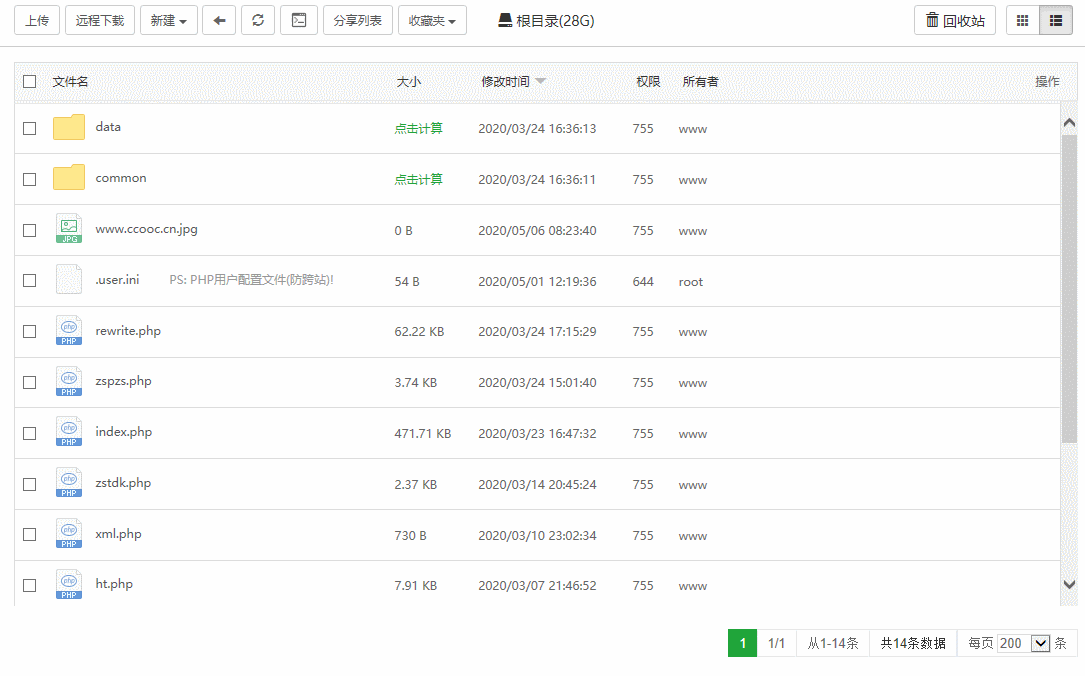 上传 远程下载 新建 分享列表 收藏夹 根目录(28G) 回收站
文件名 大小 修改时间 权限 所有者 操作
data 点击计算 2020/03/24 16:36:13 755 www
common 点击计算 2020/03/24 16:36:11 755 www
JPG www.ccooc.cn.jpg 0 B 2020/05/06 08:23:40 755 www
.user.ini PS: PHP用户配置文件(防跨站)! 54 B 2020/05/01 12:19:36 644 root
php PHP rewrite.php 62.22 KB 2020/03/24 17:15:29 755 www
php PHP zspzs.php 3.74 KB 2020/03/24 15:01:40 755 www
php PHP index.php 471.71 KB 2020/03/23 16:47:32 755 www
php PHP zstdk.php 2.37 KB 2020/03/14 20:45:24 755 www
php PHP xml.php 730 B 2020/03/10 23:02:34 755 www
php PHP ht.php 7.91 KB 2020/03/07 21:46:52 755 www
1 1/1 从1-14条 共14条数据 每页 200 条